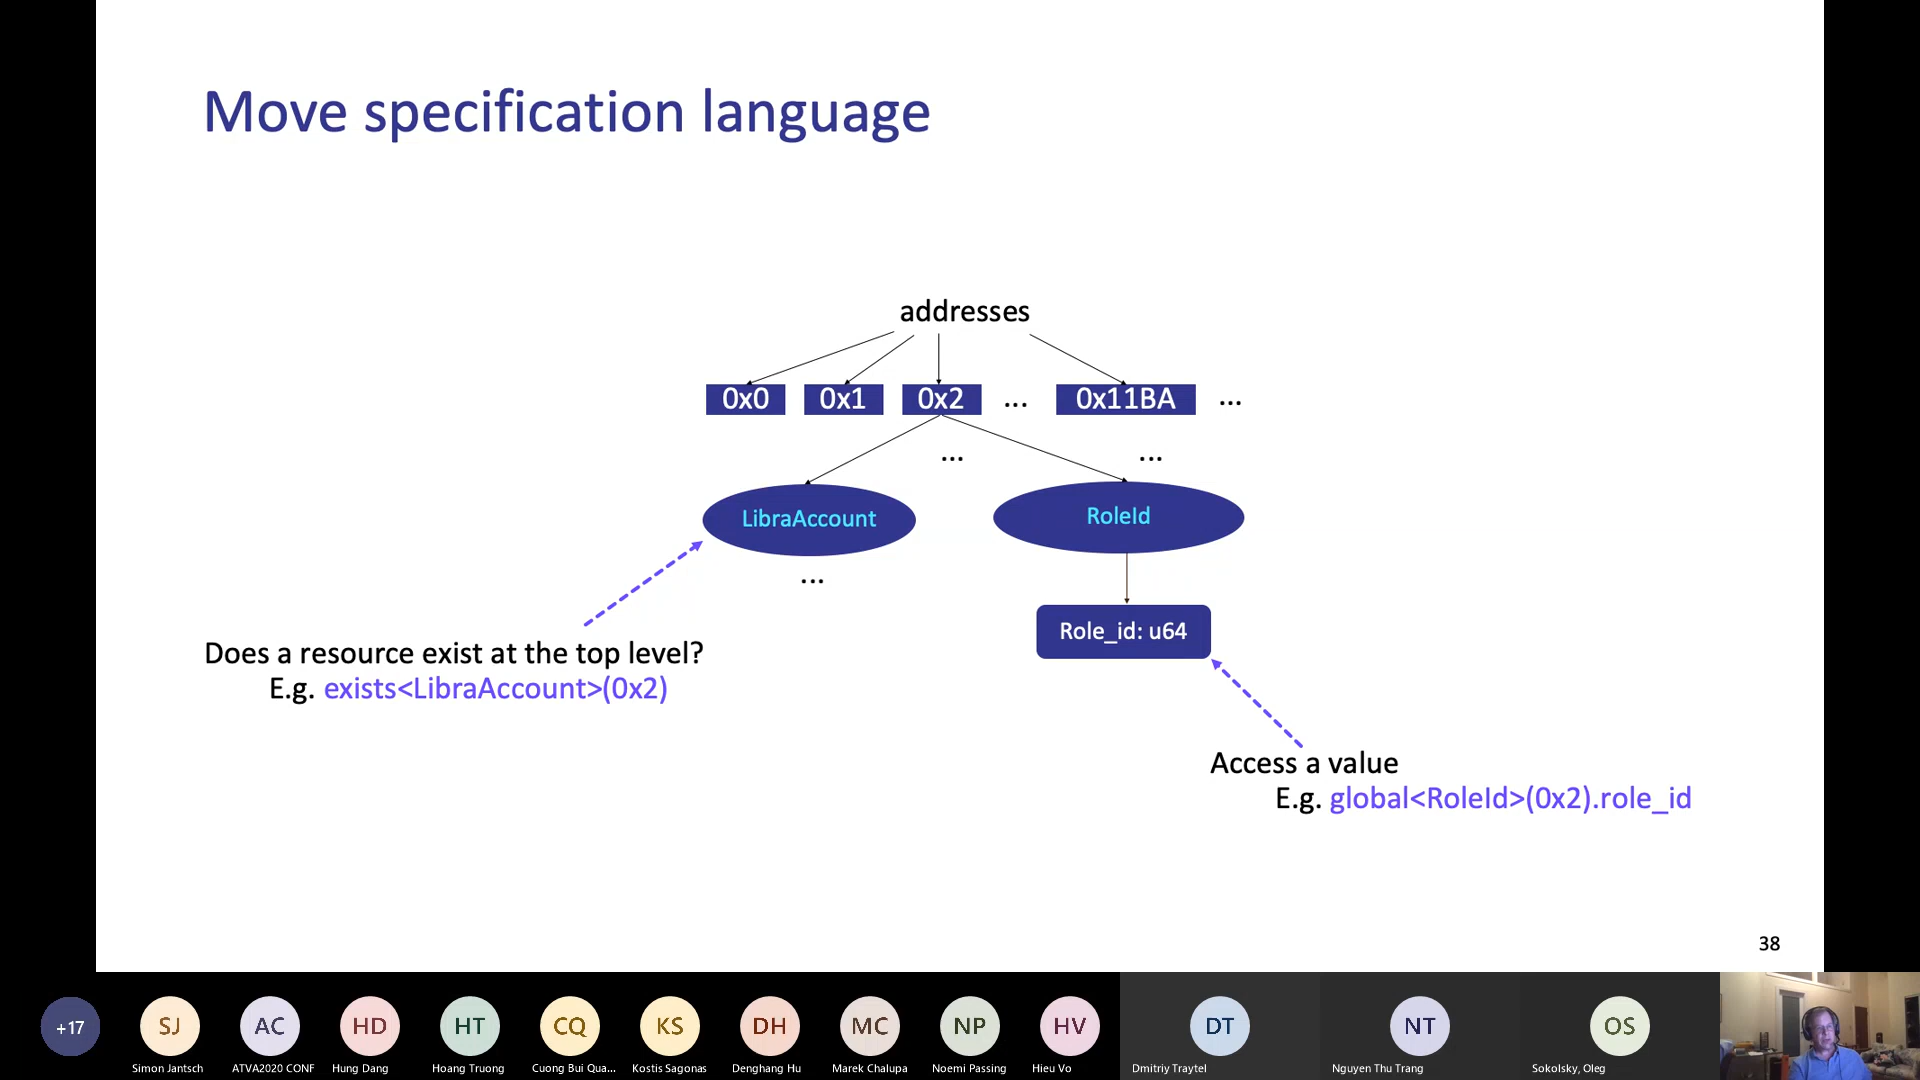 Move specification language
addresses
0x0 0x1 0x2 ... 0x11BA ...
... ...
LibraAccount RoleId
...
Role_id: u64
Does a resource exist at the top level?
E.g. exists<LibraAccount>(0x2)
Access a value
E.g. global<RoleId>(0x2).role_id
38
+17 SJ AC HD HT CQ KS DH MC NP HV DT NT OS
Simon Jantsch ATVA2020 CONF Hung Dang Hoang Truong Cuong Bui Qua... Kostis Sagonas Denghang Hu Marek Chalupa Noemi Passing Hieu Vo Dmitriy Traytel Nguyen Thu Trang Sokolsky, Oleg